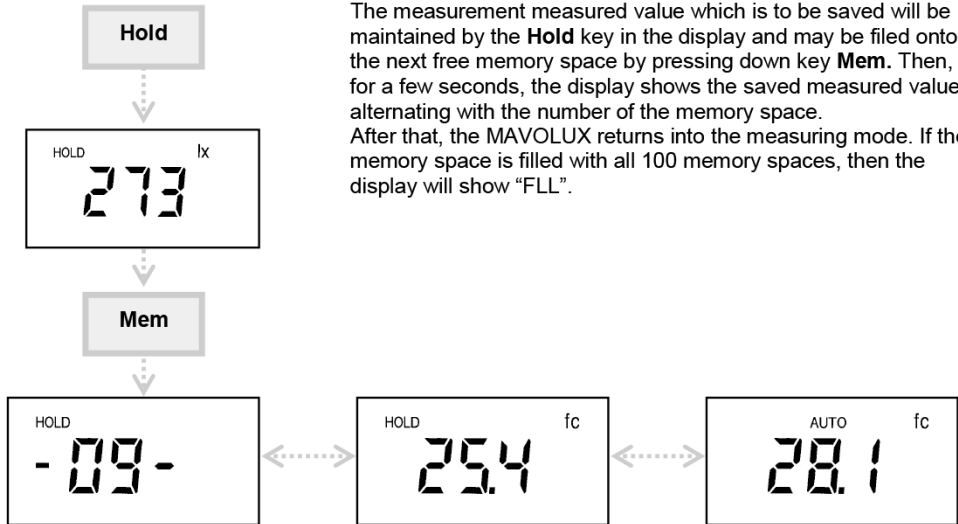 Hold
The measurement measured value which is to be saved will be
maintained by the Hold key in the display and may be filed onto
the next free memory space by pressing down key Mem. Then,
for a few seconds, the display shows the saved measured value
alternating with the number of the memory space.
After that, the MAVOLUX returns into the measuring mode. If the
memory space is filled with all 100 memory spaces, then the
display will show “FLL”.
HOLD lx
273
Mem
HOLD
-09-
HOLD fc
25.4
AUTO fc
28.1